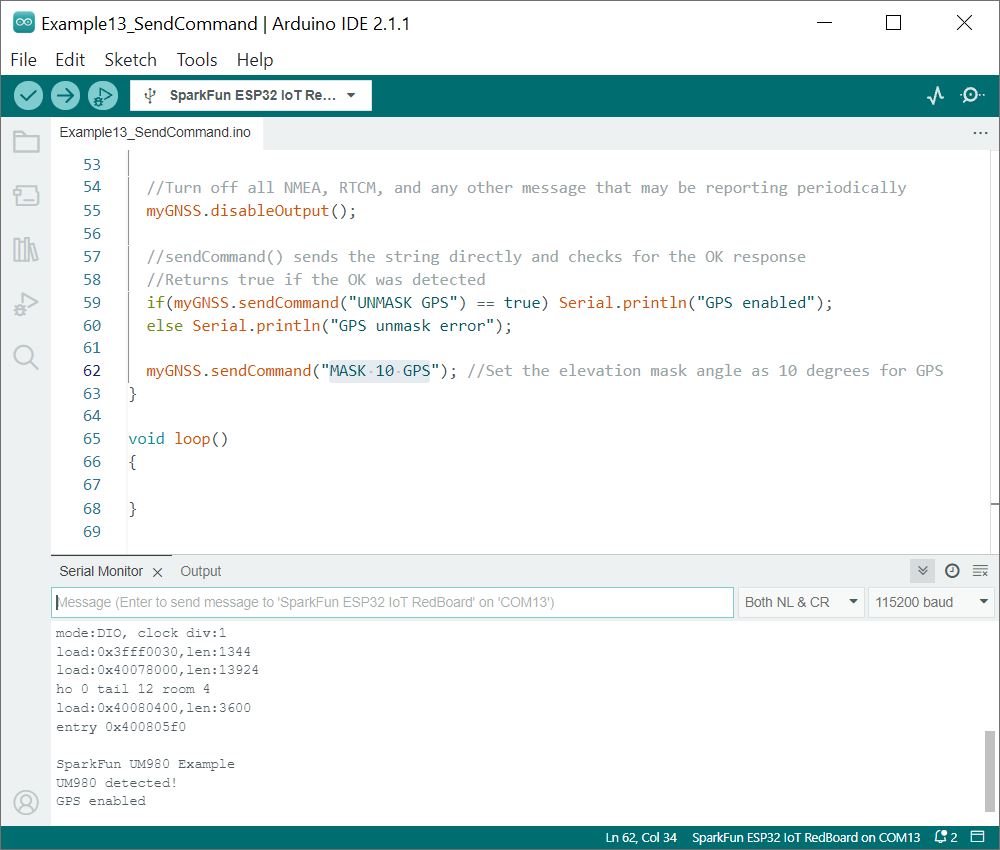 Example13_SendCommand | Arduino IDE 2.1.1
File Edit Sketch Tools Help
SparkFun ESP32 IoT Re...
Example13_SendCommand.ino
53
54 //Turn off all NMEA, RTCM, and any other message that may be reporting periodically
55 myGNSS.disableOutput();
56
57 //sendCommand() sends the string directly and checks for the OK response
58 //Returns true if the OK was detected
59 if(myGNSS.sendCommand("UNMASK GPS") == true) Serial.println("GPS enabled");
60 else Serial.println("GPS unmask error");
61
62 myGNSS.sendCommand("MASK 10 GPS"); //Set the elevation mask angle as 10 degrees for GPS
63 }
64
65 void loop()
66 {
67
68 }
69
Serial Monitor Output
Message (Enter to send message to 'SparkFun ESP32 IoT RedBoard' on 'COM13') Both NL & CR 115200 baud
mode:DIO, clock div:1
load:0x3fff0030,len:1344
load:0x40078000,len:13924
ho 0 tail 12 room 4
load:0x40080400,len:3600
entry 0x400805f0
SparkFun UM980 Example
UM980 detected!
GPS enabled
Ln 62, Col 34 SparkFun ESP32 IoT RedBoard on COM13 2